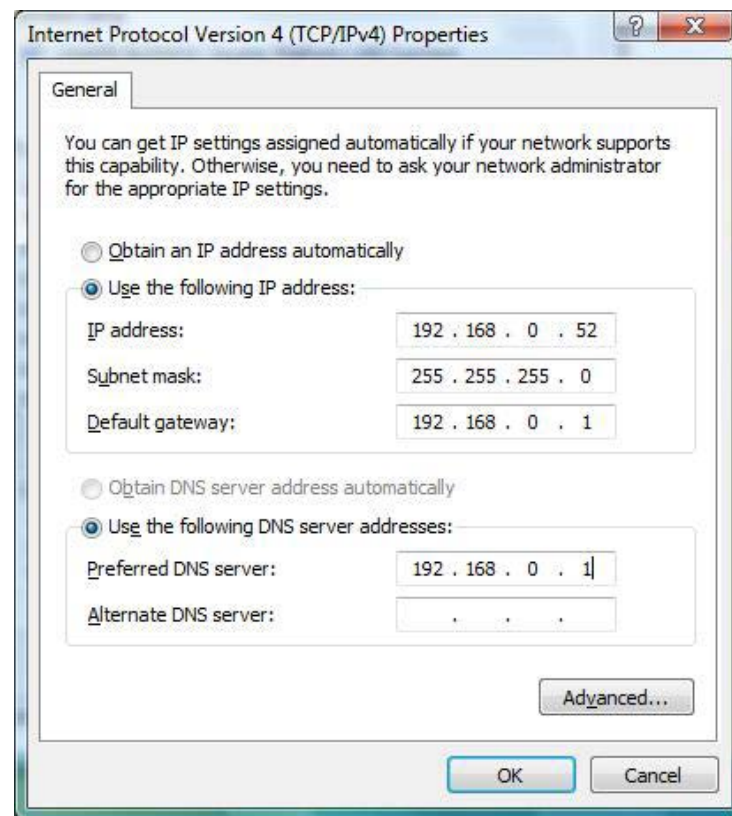 Internet Protocol Version 4 (TCP/IPv4) Properties
General
You can get IP settings assigned automatically if your network supports
this capability. Otherwise, you need to ask your network administrator
for the appropriate IP settings.
Obtain an IP address automatically
Use the following IP address:
IP address: 192 . 168 . 0 . 52
Subnet mask: 255 . 255 . 255 . 0
Default gateway: 192 . 168 . 0 . 1
Obtain DNS server address automatically
Use the following DNS server addresses:
Preferred DNS server: 192 . 168 . 0 . 1
Alternate DNS server: . . .
Advanced...
OK Cancel